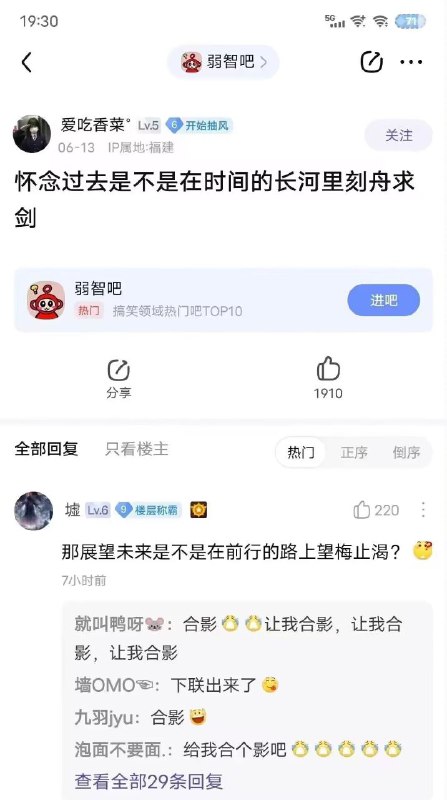 19:30
5G
71
弱智吧
爱吃香菜°
Lv.5
6
开始抽风
关注
06-13 IP属地:福建
怀念过去是不是在时间的长河里刻舟求
剑
弱智吧
热门 搞笑领域热门吧TOP10
进吧
分享
1910
全部回复 只看楼主
热门 正序 倒序
墟 Lv.6 9 楼层称霸
220
那展望未来是不是在前行的路上望梅止渴？
7小时前
就叫鸭呀🐭：合影😂😂让我合影，让我合
影，让我合影
墙OMO☜：下联出来了😋
九羽jyu：合影😄
泡面不要面.：给我合个影吧😂😂😂😂😂
查看全部29条回复